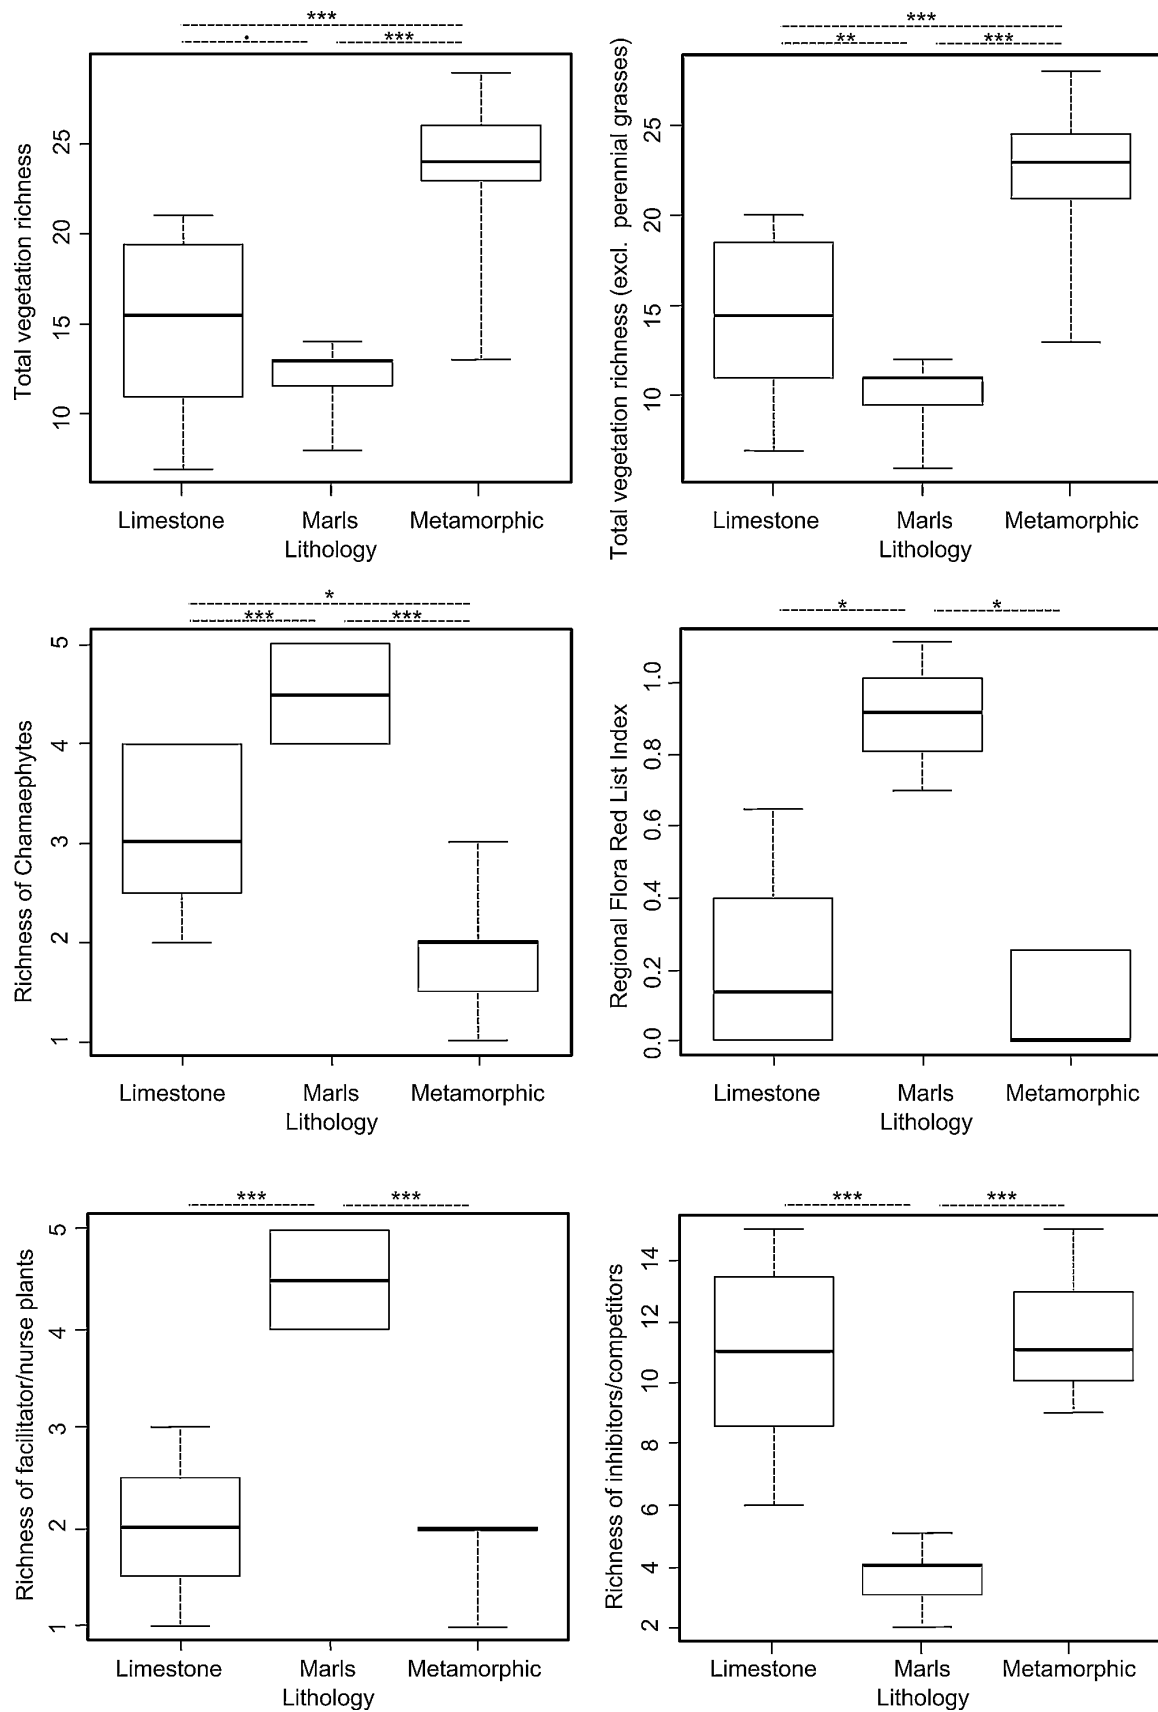 ***
. ***
Total vegetation richness
25
20
15
10
Limestone Marls Metamorphic
Lithology
***
** ***
Total vegetation richness (excl. perennial grasses)
25
20
15
10
Limestone Marls Metamorphic
Lithology
*
*** ***
Richness of Chamaephytes
5
4
3
2
1
Limestone Marls Metamorphic
Lithology
* *
Regional Flora Red List Index
1.0
0.8
0.6
0.4
0.2
0.0
Limestone Marls Metamorphic
Lithology
*** ***
Richness of facilitator/nurse plants
5
4
3
2
1
Limestone Marls Metamorphic
Lithology
*** ***
Richness of inhibitors/competitors
14
12
10
8
6
4
2
Limestone Marls Metamorphic
Lithology